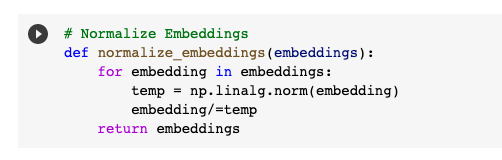 # Normalize Embeddings
def normalize_embeddings(embeddings):
    for embedding in embeddings:
        temp = np.linalg.norm(embedding)
        embedding/=temp
    return embeddings